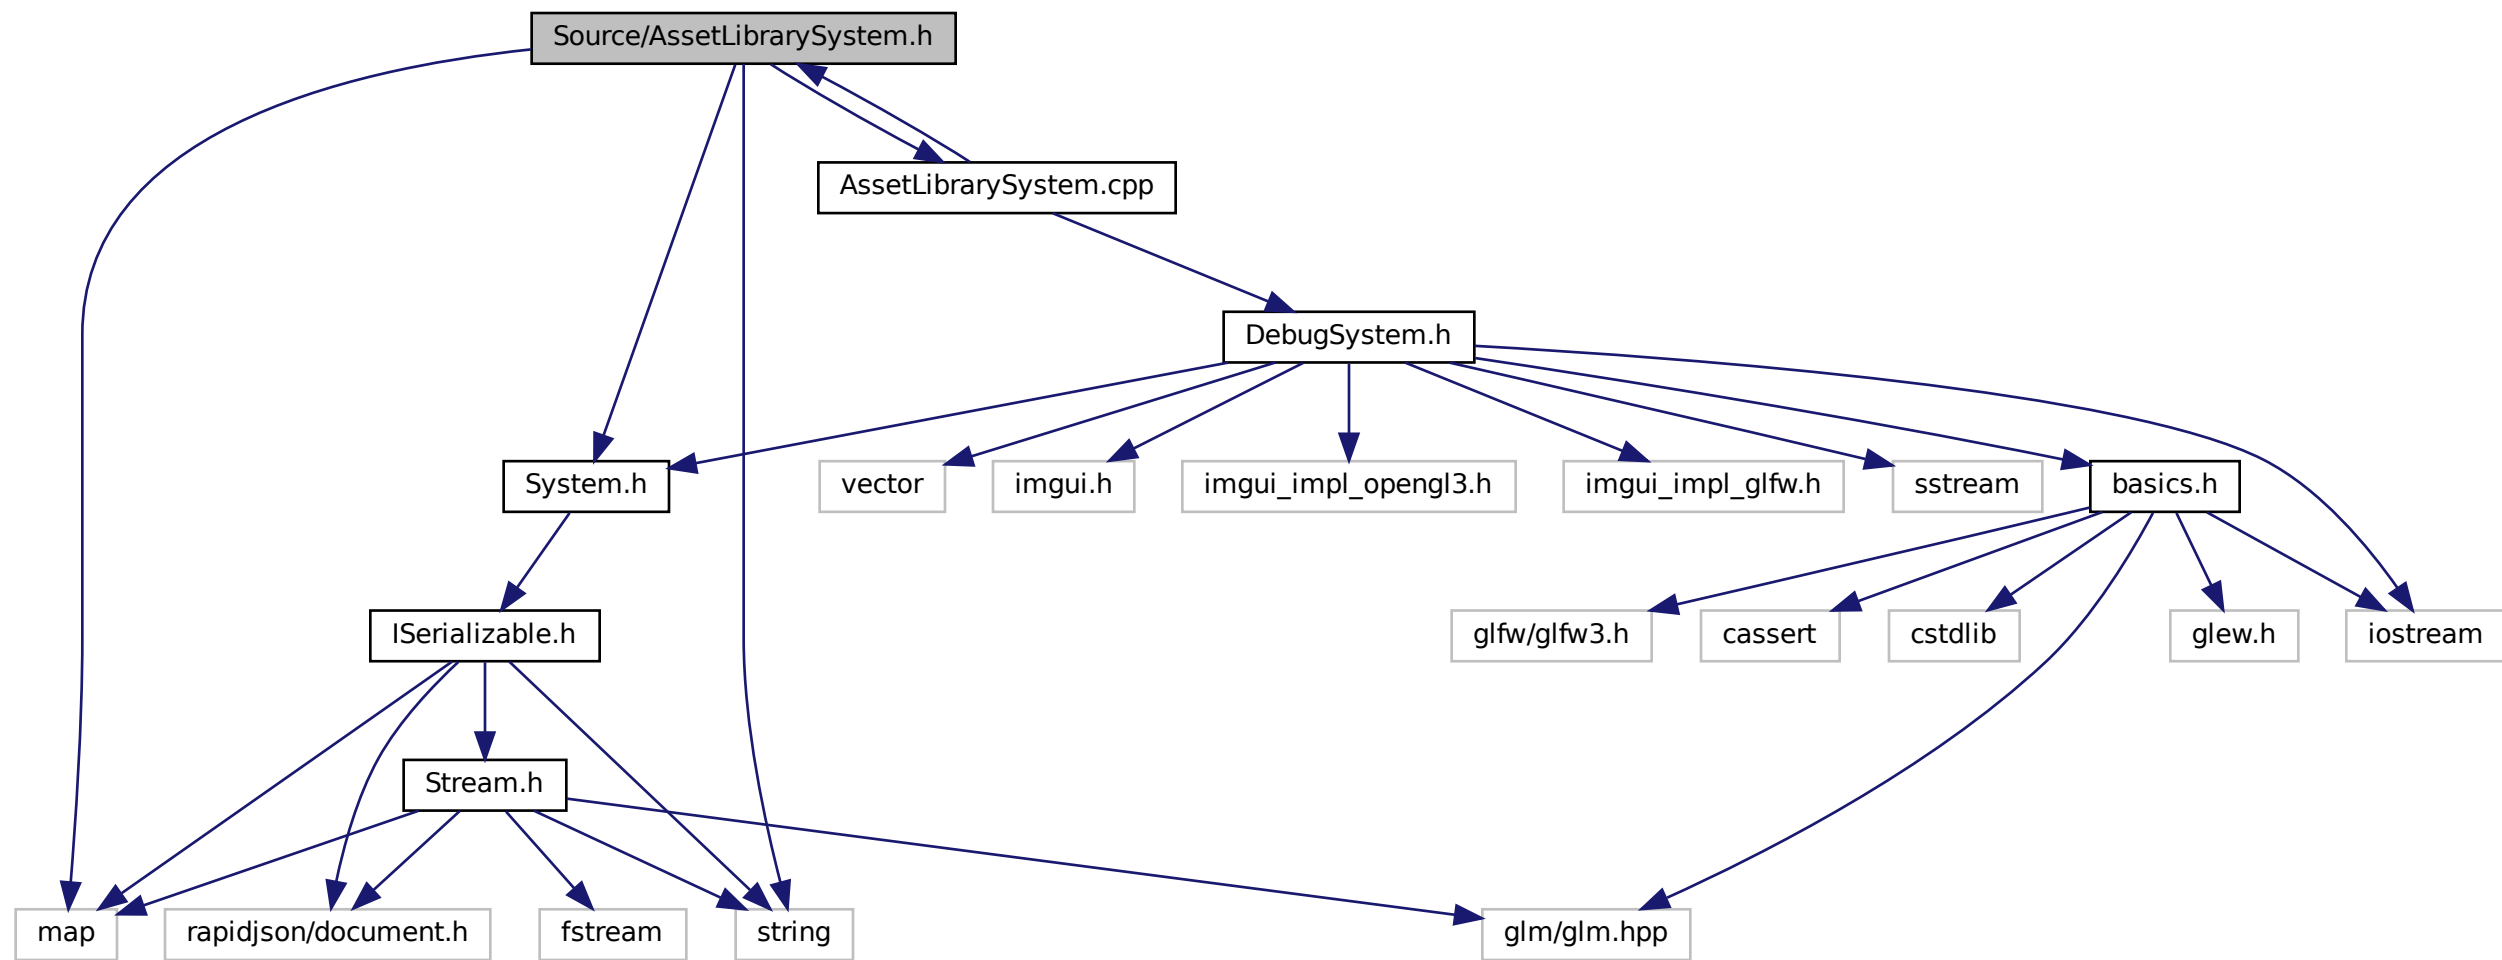 Source/AssetLibrarySystem.h
AssetLibrarySystem.cpp
DebugSystem.h
System.h
vector
imgui.h
imgui_impl_opengl3.h
imgui_impl_glfw.h
sstream
basics.h
ISerializable.h
glfw/glfw3.h
cassert
cstdlib
glew.h
iostream
Stream.h
map
rapidjson/document.h
fstream
string
glm/glm.hpp